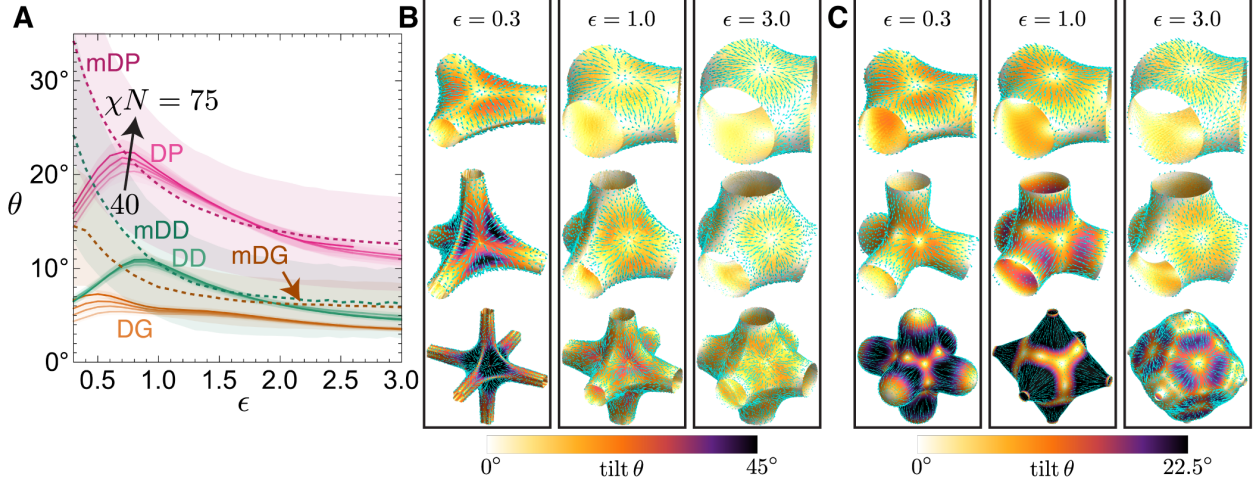 A
θ
30°
20°
10°
0°
0.5 1.0 1.5 2.0 2.5 3.0
ϵ
mDP
χN = 75
DP
40
mDD
DD
mDG
DG
B
ϵ = 0.3 ϵ = 1.0 ϵ = 3.0
0° tilt θ 45°
C
ϵ = 0.3 ϵ = 1.0 ϵ = 3.0
0° tilt θ 22.5°